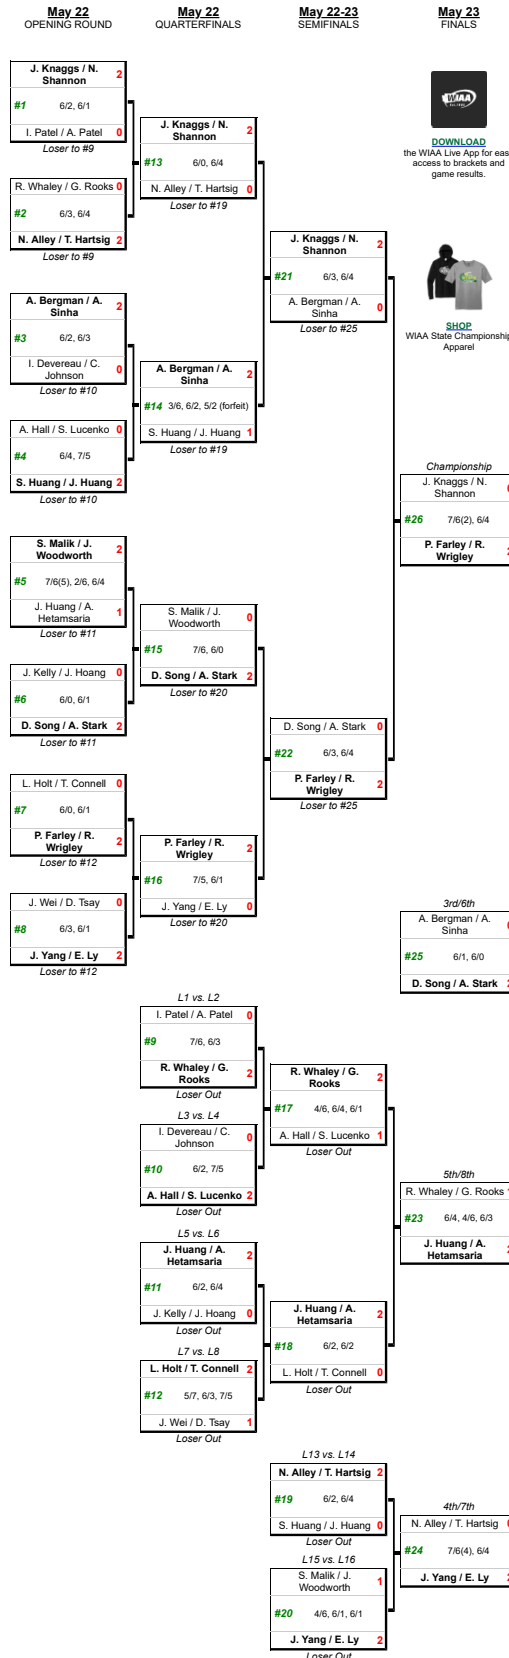 May 22
OPENING ROUND
May 22
QUARTERFINALS
May 22-23
SEMIFINALS
May 23
FINALS
J. Knaggs / N.
Shannon
2
#1
6/2, 6/1
I. Patel / A. Patel
0
Loser to #9
R. Whaley / G. Rooks
0
#2
6/3, 6/4
N. Alley / T. Hartsig
2
Loser to #9
A. Bergman / A.
Sinha
2
#3
6/2, 6/3
I. Devereau / C.
Johnson
0
Loser to #10
A. Hall / S. Lucenko
0
#4
6/4, 7/5
S. Huang / J. Huang
2
Loser to #10
S. Malik / J.
Woodworth
2
#5
7/6(5), 2/6, 6/4
J. Huang / A.
Hetamsaria
1
Loser to #11
J. Kelly / J. Hoang
0
#6
6/0, 6/1
D. Song / A. Stark
2
Loser to #11
L. Holt / T. Connell
0
#7
6/0, 6/1
P. Farley / R.
Wrigley
2
Loser to #12
J. Wei / D. Tsay
0
#8
6/3, 6/1
J. Yang / E. Ly
2
Loser to #12
J. Knaggs / N.
Shannon
2
#13
6/0, 6/4
N. Alley / T. Hartsig
0
Loser to #19
A. Bergman / A.
Sinha
2
#14
3/6, 6/2, 5/2 (forfeit)
S. Huang / J. Huang
1
Loser to #19
S. Malik / J.
Woodworth
0
#15
7/6, 6/0
D. Song / A. Stark
2
Loser to #20
P. Farley / R.
Wrigley
2
#16
7/5, 6/1
J. Yang / E. Ly
0
Loser to #20
J. Knaggs / N.
Shannon
2
#21
6/3, 6/4
A. Bergman / A.
Sinha
0
Loser to #25
D. Song / A. Stark
0
#22
6/3, 6/4
P. Farley / R.
Wrigley
2
Loser to #25
WIAA
DOWNLOAD
the WIAA Live App for eas
access to brackets and
game results.
SHOP
WIAA State Championship
Apparel
Championship
J. Knaggs / N.
Shannon
#26
7/6(2), 6/4
P. Farley / R.
Wrigley
3rd/6th
A. Bergman / A.
Sinha
#25
6/1, 6/0
D. Song / A. Stark
L1 vs. L2
I. Patel / A. Patel
0
#9
7/6, 6/3
R. Whaley / G.
Rooks
2
Loser Out
L3 vs. L4
I. Devereau / C.
Johnson
0
#10
6/2, 7/5
A. Hall / S. Lucenko
2
Loser Out
L5 vs. L6
J. Huang / A.
Hetamsaria
2
#11
6/2, 6/4
J. Kelly / J. Hoang
0
Loser Out
L7 vs. L8
L. Holt / T. Connell
2
#12
5/7, 6/3, 7/5
J. Wei / D. Tsay
1
Loser Out
R. Whaley / G.
Rooks
2
#17
4/6, 6/4, 6/1
A. Hall / S. Lucenko
1
Loser Out
J. Huang / A.
Hetamsaria
2
#18
6/2, 6/2
L. Holt / T. Connell
0
Loser Out
5th/8th
R. Whaley / G. Rooks
#23
6/4, 4/6, 6/3
J. Huang / A.
Hetamsaria
L13 vs. L14
N. Alley / T. Hartsig
2
#19
6/2, 6/4
S. Huang / J. Huang
0
Loser Out
L15 vs. L16
S. Malik / J.
Woodworth
1
#20
4/6, 6/1, 6/1
J. Yang / E. Ly
2
Loser Out
4th/7th
N. Alley / T. Hartsig
#24
7/6(4), 6/4
J. Yang / E. Ly